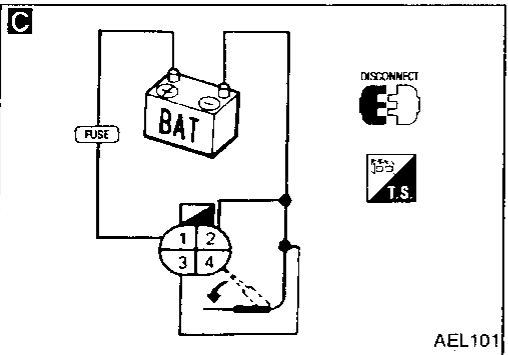 C
DISCONNECT
+ −
BAT
FUSE
T.S.
1 2
3 4
AEL101